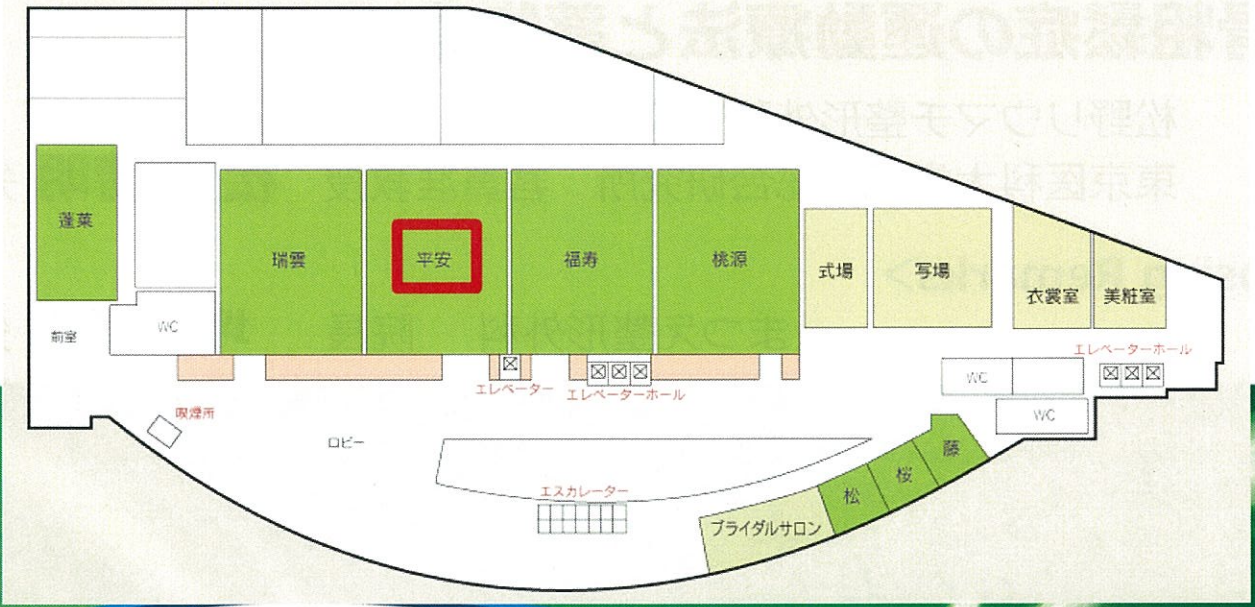 蓬莱
瑞雲
平安
福寿
桃源
式場
写場
衣裳室
美粧室
前室
WC
エレベーター
エレベーターホール
エレベーターホール
WC
WC
喫煙所
ロビー
エスカレーター
ブライダルサロン
松
桜
藤